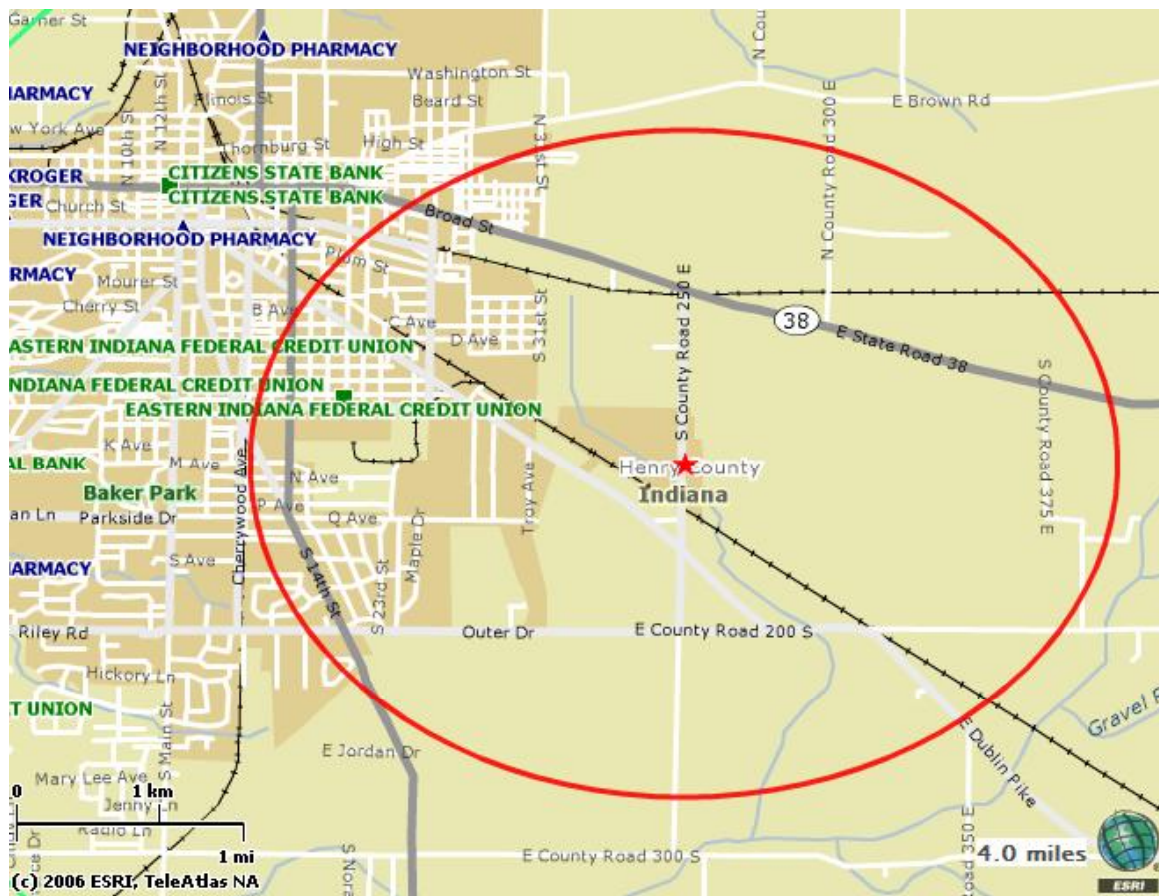 Garner St
NEIGHBORHOOD PHARMACY
Washington St
Beard St
N Cou
E Brown Rd
ARMACY
Illinois St
w York Ave
N 10th St
N 12th St
Thornburg St
High St
N 31st St
N County Road 300 E
KROGER
CITIZENS STATE BANK
CITIZENS STATE BANK
GER
Church St
Broad St
NEIGHBORHOOD PHARMACY
Plum St
RMACY
Mourer St
Cherry St
B Ave
C Ave
D Ave
S 31st St
S County Road 250 E
38
E State Road 38
EASTERN INDIANA FEDERAL CREDIT UNION
INDIANA FEDERAL CREDIT UNION
EASTERN INDIANA FEDERAL CREDIT UNION
S County Road 375 E
K Ave
AL BANK
M Ave
N Ave
Henry County
Indiana
Baker Park
P Ave
Q Ave
Troy Ave
an Ln
Parkside Dr
Cherrywood Ave
Maple Dr
S Ave
ARMACY
S 14th St
S 23rd St
Riley Rd
Outer Dr
E County Road 200 S
Hickory Ln
T UNION
S Main St
E Jordan Dr
Gravel
E Dublin Pike
Mary Lee Ave
0
1 km
Jenny Ln
Radio Ln
ce Dr
1 mi
S Nora
E County Road 300 S
Road 350 E
4.0 miles
(c) 2006 ESRI, TeleAtlas NA
ESRI